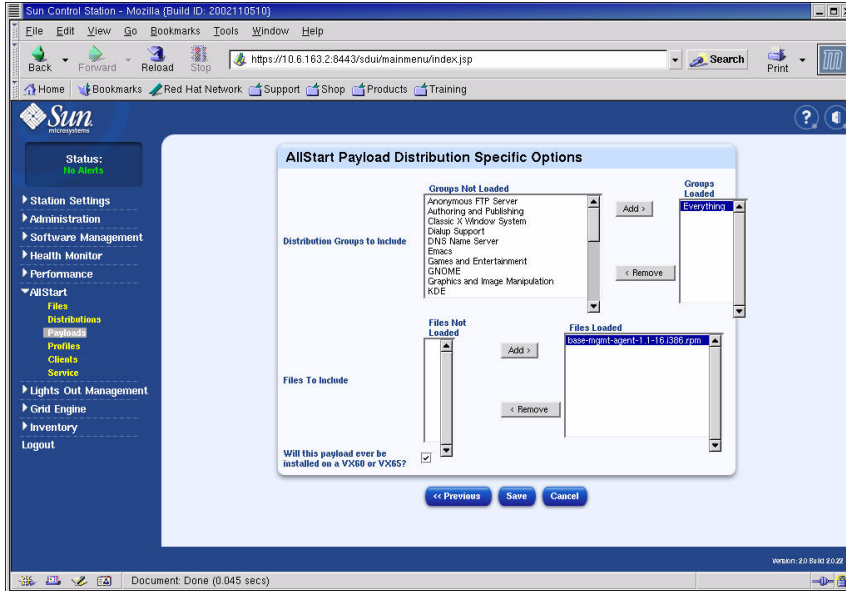 Sun Control Station - Mozilla {Build ID: 2002110510}
File Edit View Go Bookmarks Tools Window Help
Back Forward Reload Stop https://10.6.163.2:8443/sdui/mainmenu/index.jsp Search Print
Home Bookmarks Red Hat Network Support Shop Products Training
Sun
microsystems
?
Status:
No Alerts
Station Settings
Administration
Software Management
Health Monitor
Performance
AllStart
Files
Distributions
Payloads
Profiles
Clients
Service
Lights Out Management
Grid Engine
Inventory
Logout
AllStart Payload Distribution Specific Options
Distribution Groups to Include
Groups Not Loaded
Anonymous FTP Server
Authoring and Publishing
Classic X Window System
Dialup Support
DNS Name Server
Emacs
Games and Entertainment
GNOME
Graphics and Image Manipulation
KDE
Add >
< Remove
Groups
Loaded
Everything
Files To Include
Files Not
Loaded
Add >
< Remove
Files Loaded
base-mgmt-agent-1.1-16.i386.rpm
Will this payload ever be
installed on a VX60 or VX65?
<< Previous Save Cancel
Version: 2.0 Build 20.22
Document: Done (0.045 secs)